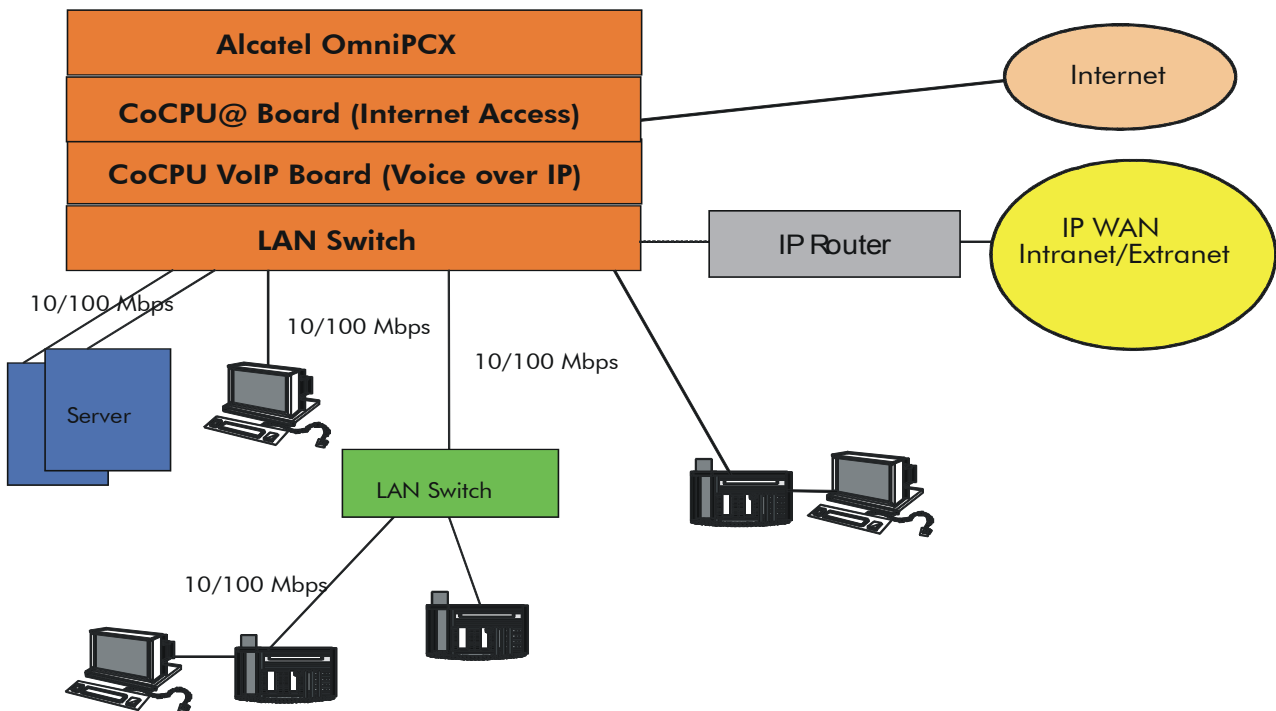 Alcatel OmniPCX
CoCPU@ Board (Internet Access)
CoCPU VoIP Board (Voice over IP)
LAN Switch
Internet
IP Router
IP WAN
Intranet/Extranet
10/100 Mbps
10/100 Mbps
10/100 Mbps
Server
LAN Switch
10/100 Mbps